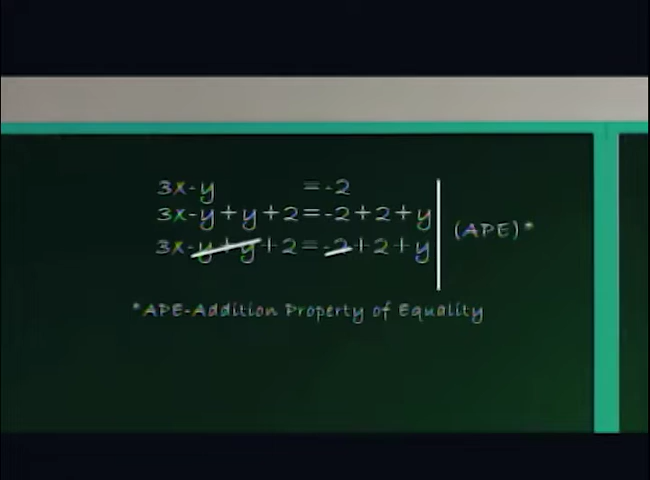 3x-y =-2
3x-y+y+2=-2+2+y
3x-y+y+2=-2+2+y
(APE)*
*APE-Addition Property of Equality